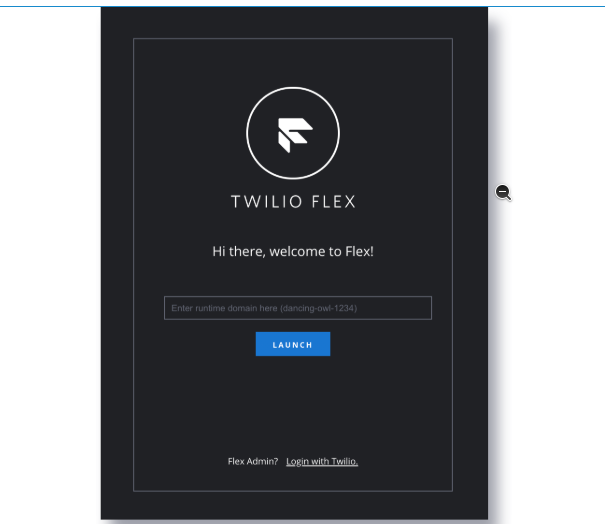 TWILIO FLEX
Hi there, welcome to Flex!
Enter runtime domain here (dancing-owl-1234)
LAUNCH
Flex Admin? Login with Twilio.